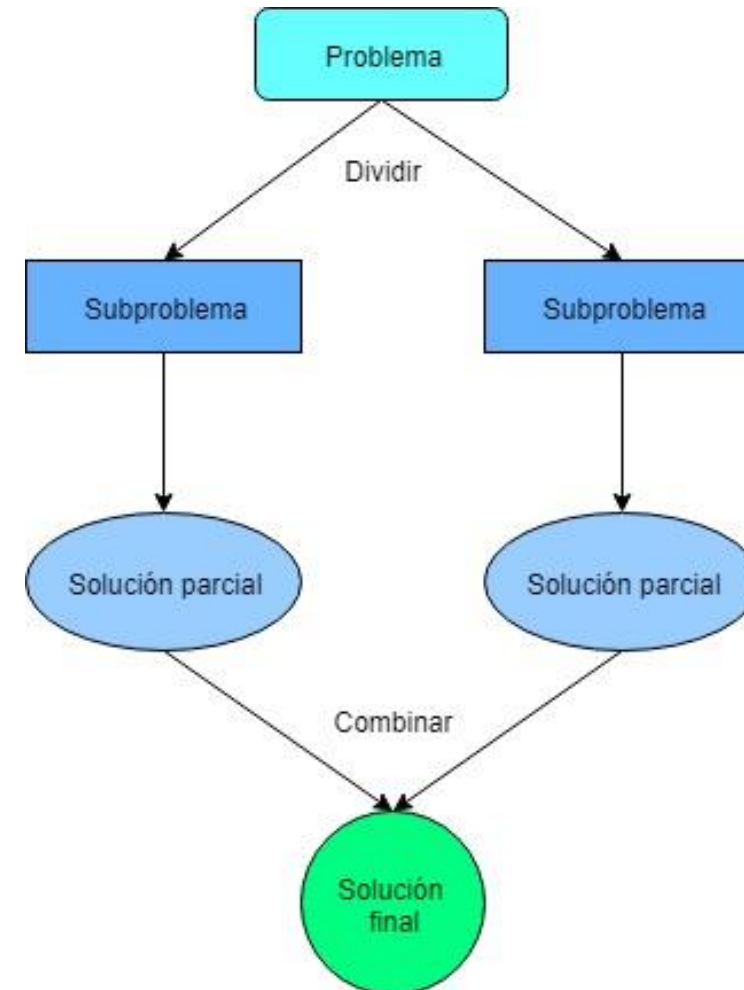 Problema
Dividir
Subproblema
Subproblema
Solución parcial
Solución parcial
Combinar
Solución
final